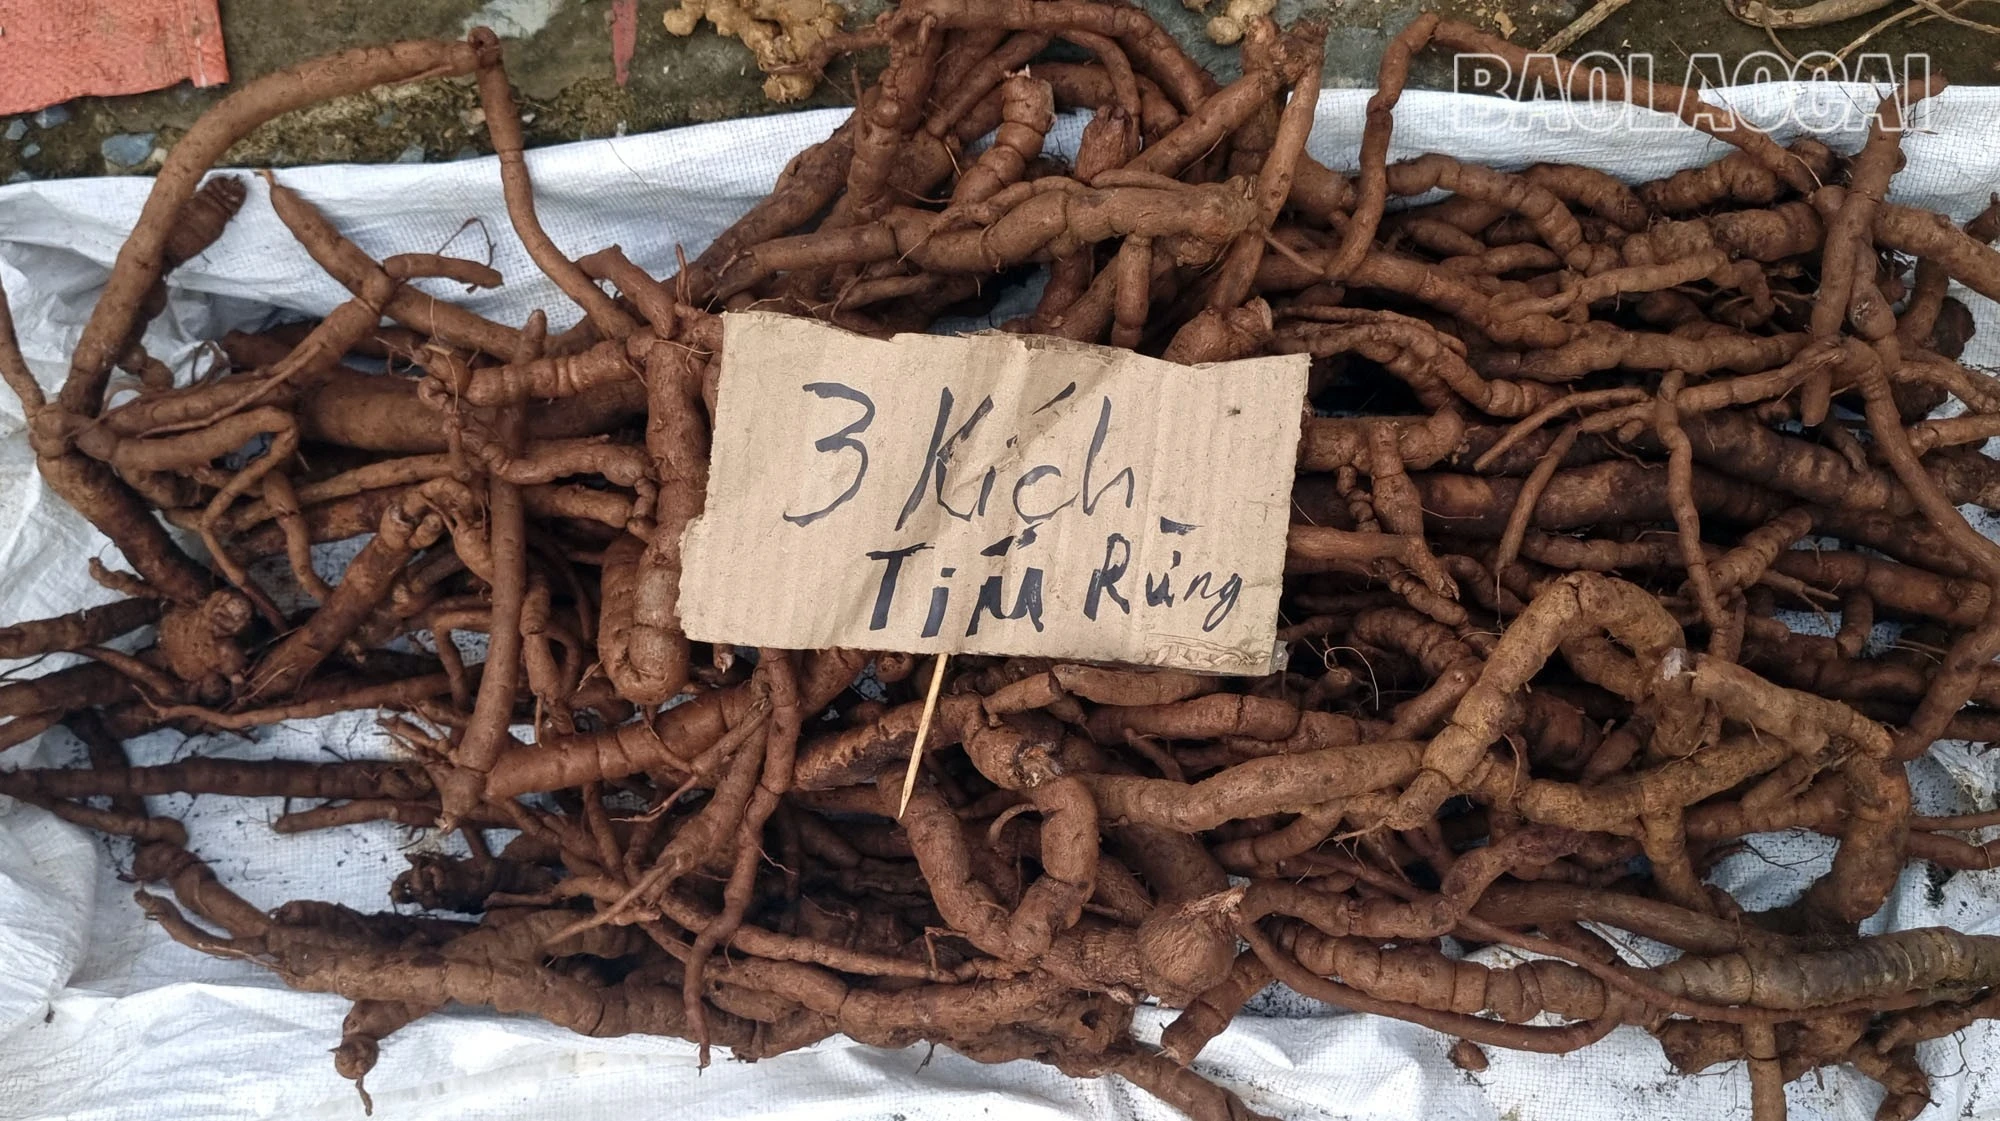 BAOLAOCAI
3 Kích
Tím Rừng